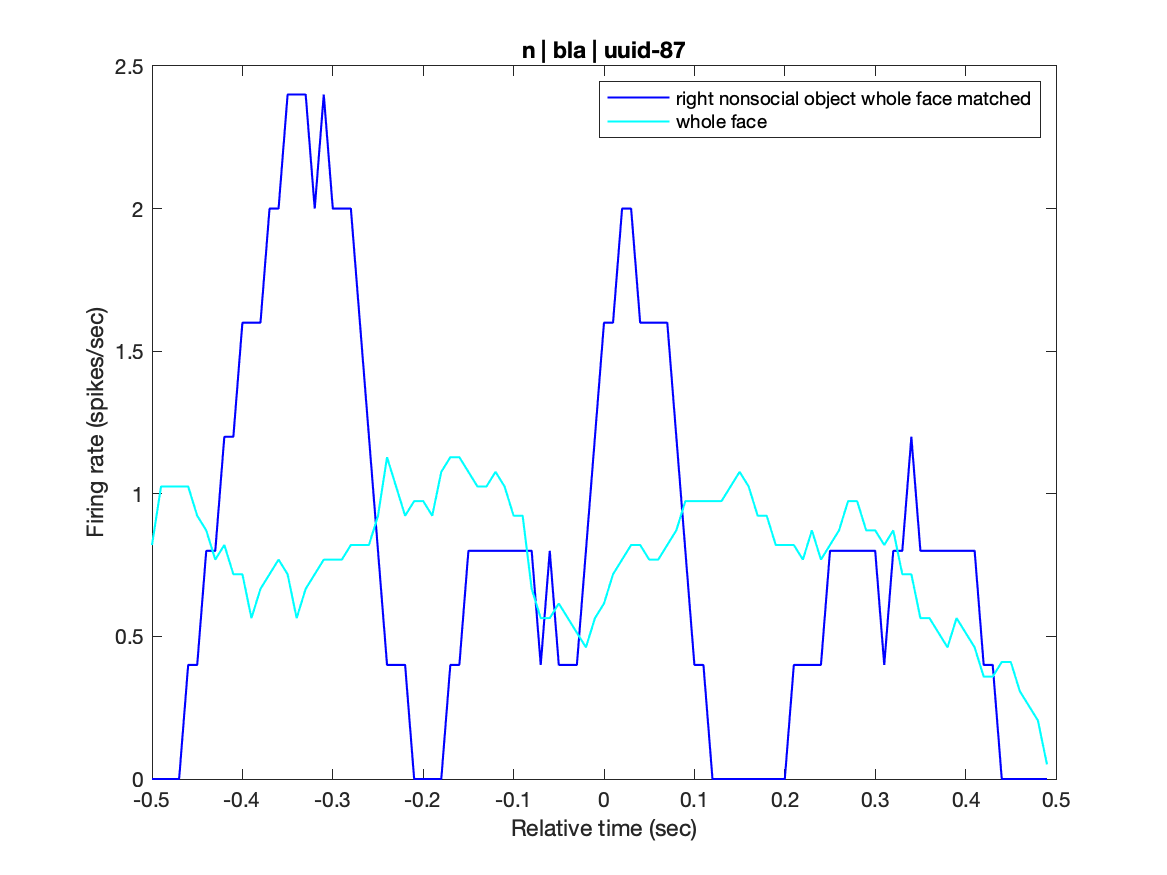 n | bla | uuid-87
right nonsocial object whole face matched
whole face
Firing rate (spikes/sec)
2.5
2
1.5
1
0.5
0
-0.5 -0.4 -0.3 -0.2 -0.1 0 0.1 0.2 0.3 0.4 0.5
Relative time (sec)